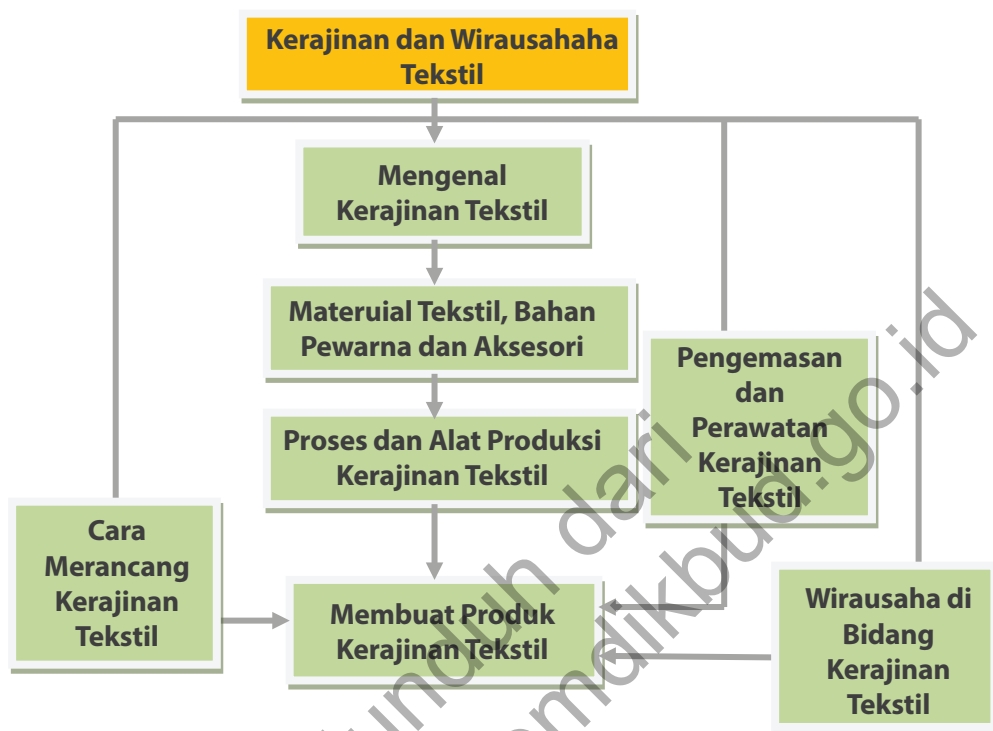 Kerajinan dan Wirausahaha
Tekstil
Mengenal
Kerajinan Tekstil
Materuial Tekstil, Bahan
Pewarna dan Aksesori
Proses dan Alat Produksi
Kerajinan Tekstil
Pengemasan
dan
Perawatan
Kerajinan
Tekstil
Cara
Merancang
Kerajinan
Tekstil
Membuat Produk
Kerajinan Tekstil
Wirausaha di
Bidang
Kerajinan
Tekstil
unduh dari
emdikbud.go.id